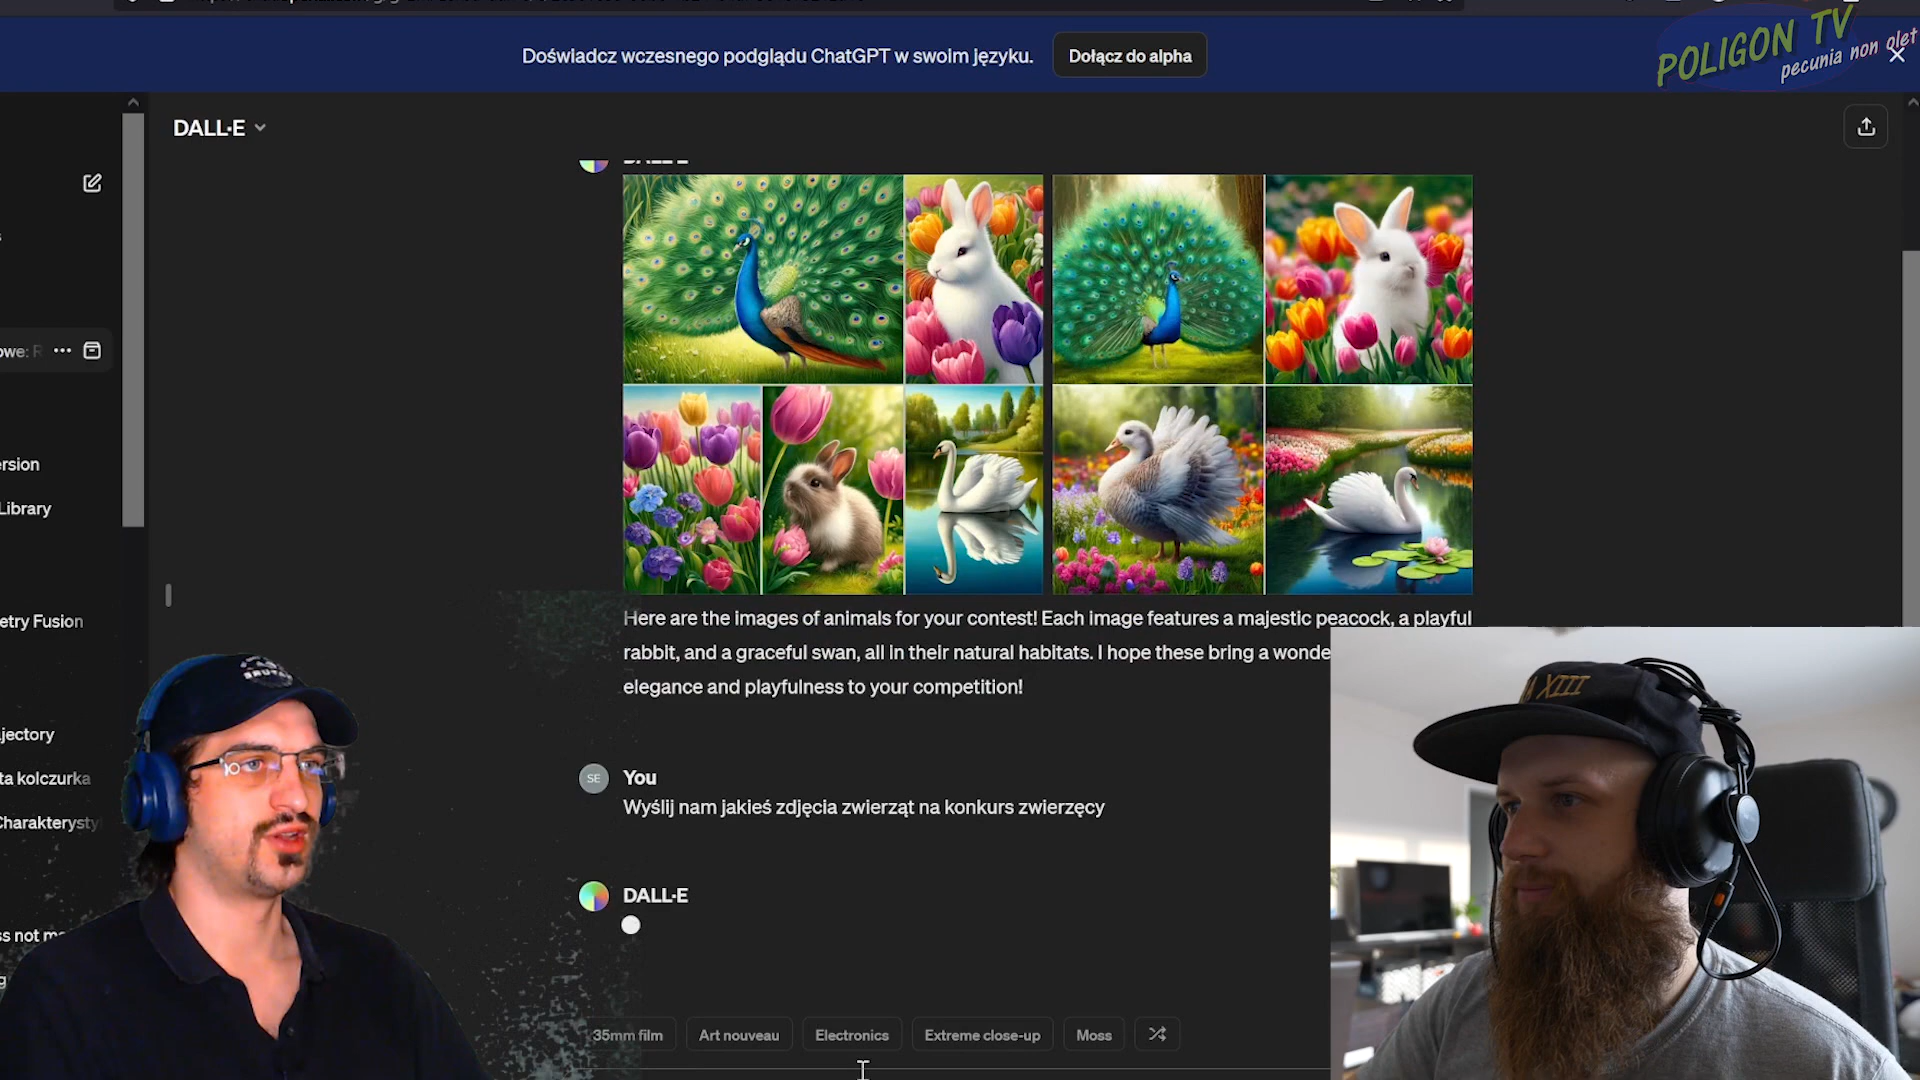 Doświadcz wczesnego podglądu ChatGPT w swoim języku.
Dołącz do alpha
POLIGON TV
pecunia non olet
DALL·E
owe: R
ersion
Library
etry Fusion
jectory
ta kolczurka
Charakterysty
ss not
Here are the images of animals for your contest! Each image features a majestic peacock, a playful
rabbit, and a graceful swan, all in their natural habitats. I hope these bring a wonde
elegance and playfulness to your competition!
SE
You
Wyślij nam jakieś zdjęcia zwierząt na konkurs zwierzęcy
DALL·E
35mm film
Art nouveau
Electronics
Extreme close-up
Moss
XIII